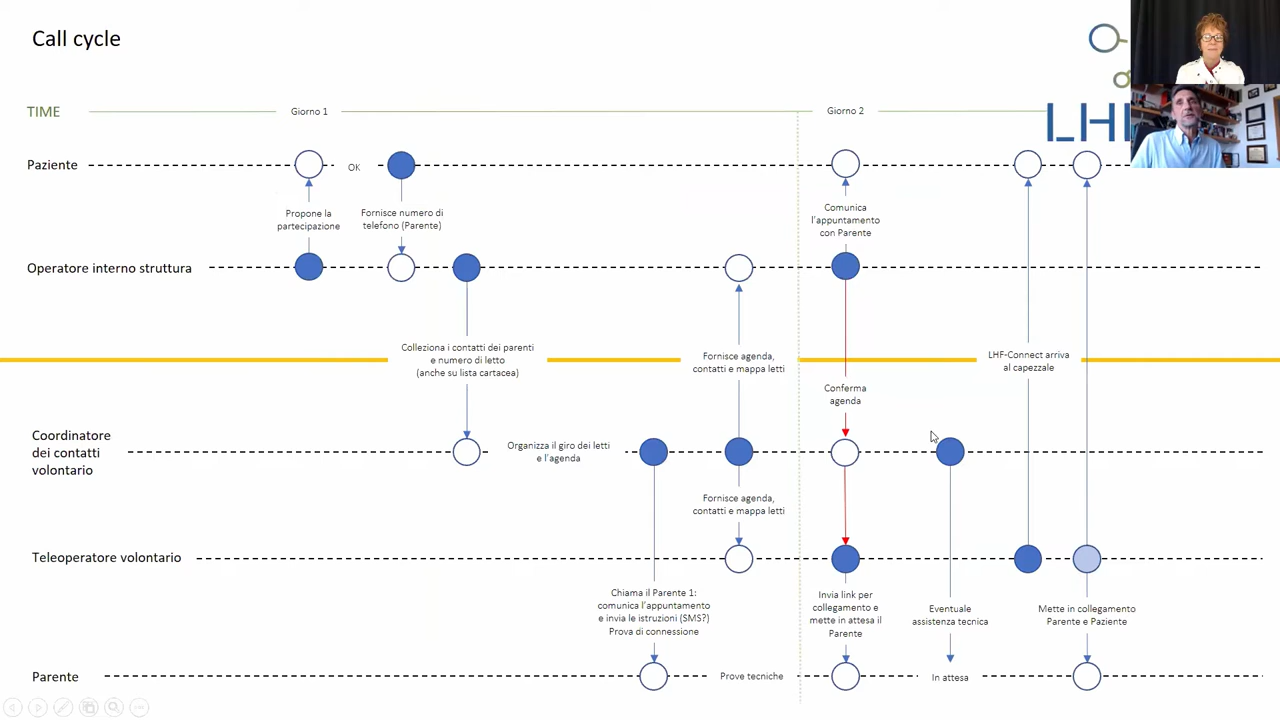 Call cycle
TIME
Giorno 1
Giorno 2
LH
Paziente
OK
Propone la
partecipazione
Fornisce numero di
telefono (Parente)
Comunica
l'appuntamento
con Parente
Operatore interno struttura
Colleziona i contatti dei parenti
e numero di letto
(anche su lista cartacea)
Fornisce agenda,
contatti e mappa letti
Conferma
agenda
LHF-Connect arriva
al capezzale
Coordinatore
dei contatti
volontario
Organizza il giro dei letti
e l'agenda
Fornisce agenda,
contatti e mappa letti
Teleoperatore volontario
Chiama il Parente 1:
comunica l'appuntamento
e invia le istruzioni (SMS?)
Prova di connessione
Invia link per
collegamento e
mette in attesa il
Parente
Eventuale
assistenza tecnica
Mette in collegamento
Parente e Paziente
Parente
Prove tecniche
In attesa